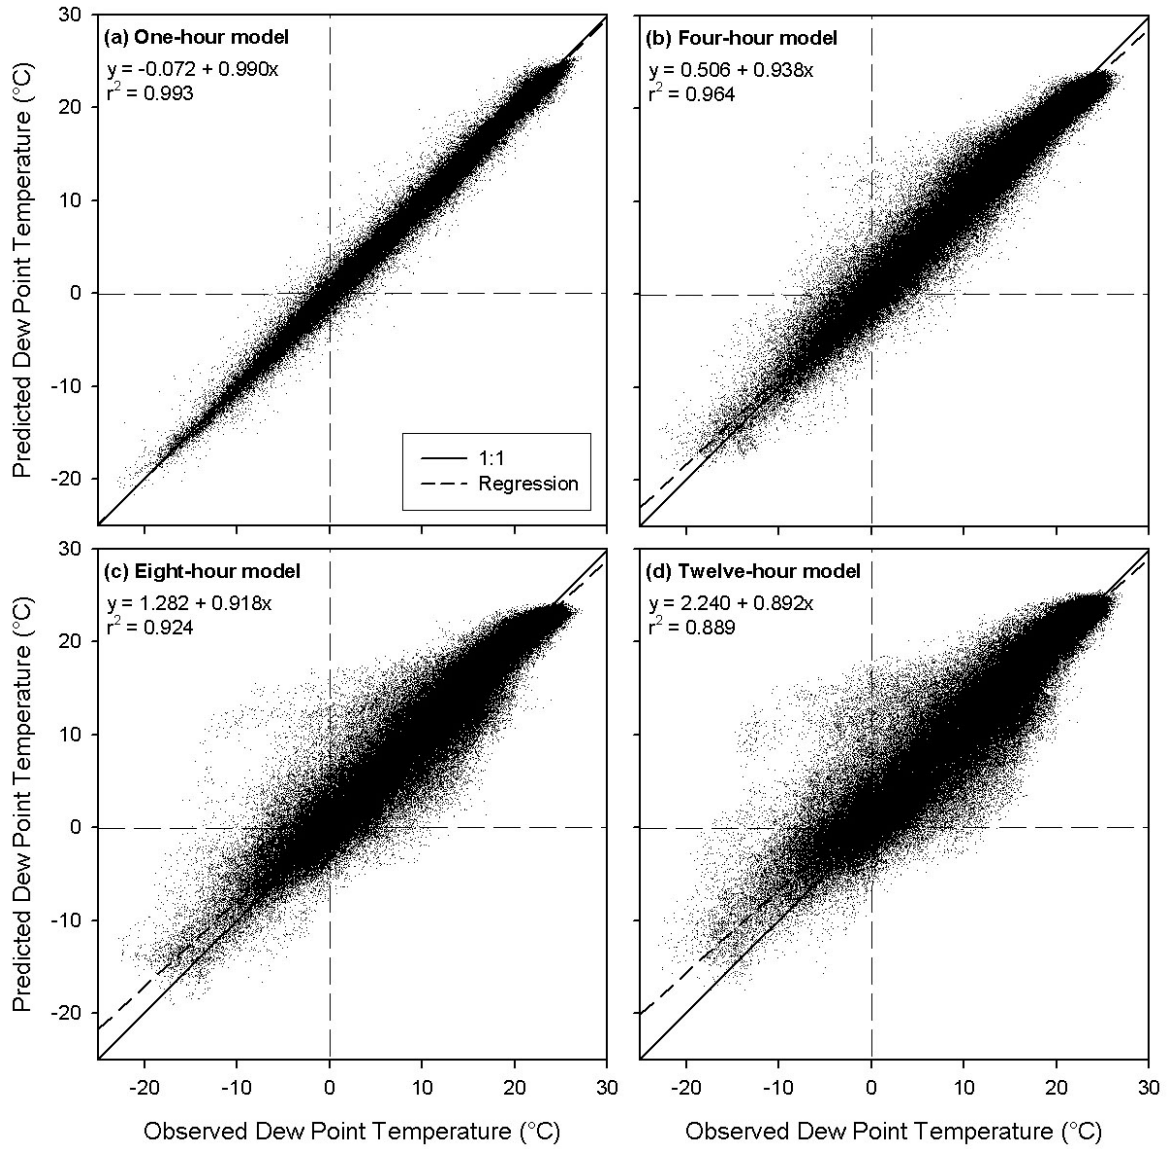 (a) One-hour model
y = -0.072 + 0.990x
r² = 0.993
1:1
Regression
30
20
10
0
-10
-20
Predicted Dew Point Temperature (°C)
(b) Four-hour model
y = 0.506 + 0.938x
r² = 0.964
(c) Eight-hour model
y = 1.282 + 0.918x
r² = 0.924
30
20
10
0
-10
-20
Predicted Dew Point Temperature (°C)
-20 -10 0 10 20 30
Observed Dew Point Temperature (°C)
(d) Twelve-hour model
y = 2.240 + 0.892x
r² = 0.889
-20 -10 0 10 20 30
Observed Dew Point Temperature (°C)